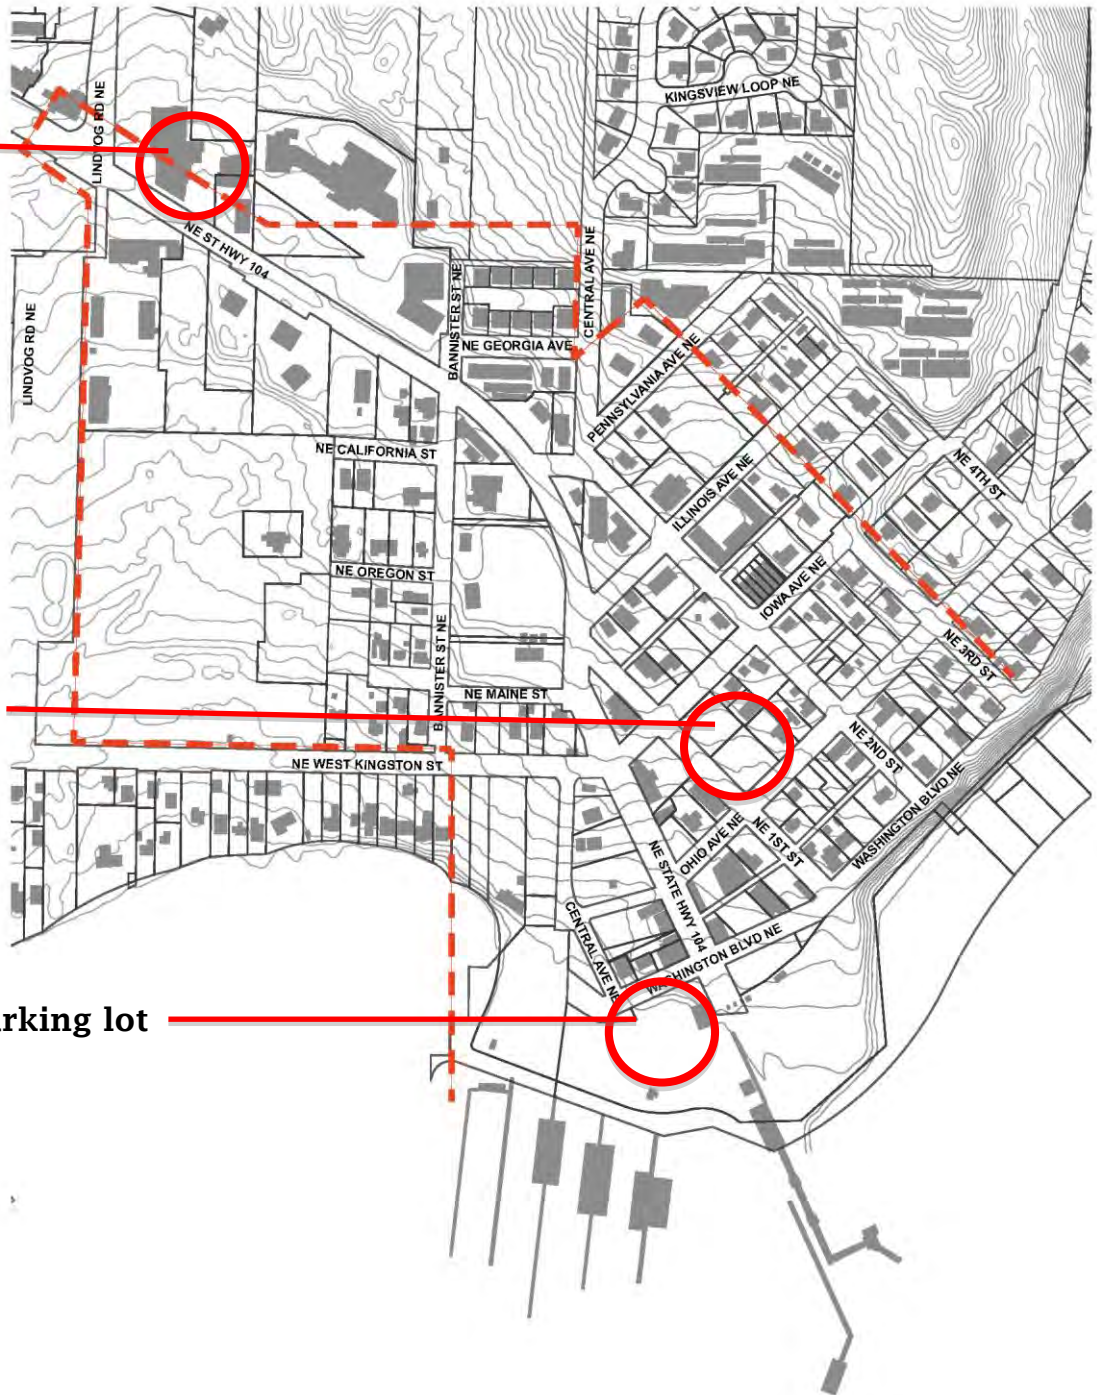 KINGSVIEW LOOP NE
LINDVOG RD NE
NE ST HWY 104
CENTRAL AVE NE
BANNISTER ST NE
LINDVOG RD NE
NE GEORGIA AVE
PENNSYLVANIA AVE NE
NE CALIFORNIA ST
ILLINOIS AVE NE
NE 4TH ST
NE OREGON ST
IOWA AVE NE
BANNISTER ST NE
NE 3RD ST
NE MAINE ST
NE 2ND ST
NE WEST KINGSTON ST
WASHINGTON BLVD NE
NE 1ST ST
OHIO AVE NE
NE STATE HWY 104
CENTRAL AVE NE
WASHINGTON BLVD NE
arking lot